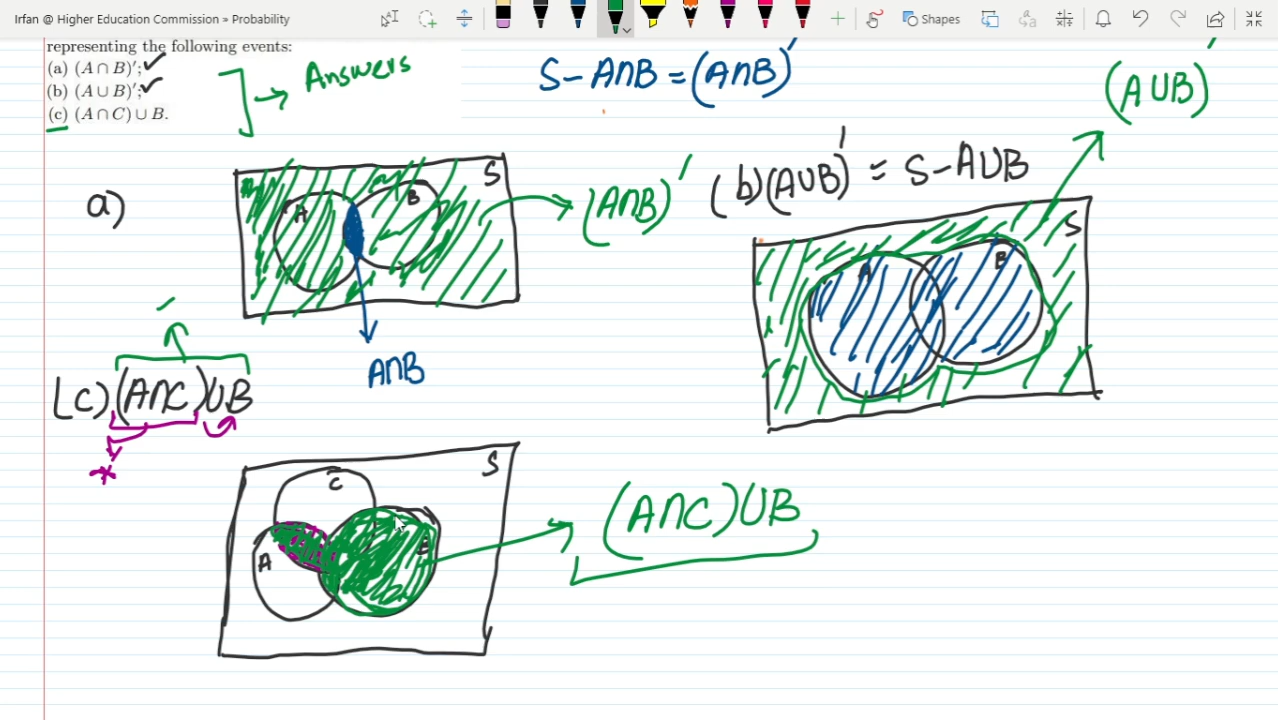 Irfan @ Higher Education Commission » Probability
Shapes
representing the following events:
(a) (A ∩ B)′;
(b) (A ∪ B)′;
(c) (A ∩ C) ∪ B.
→ Answers
S-A∩B = (A∩B)′
(A∪B)′
a)
A
B
S
(A∩B)′
(b)(A∪B)′ = S-A∪B
A
B
S
A∩B
(c)(A∩C)∪B
′
*
C
A
B
S
(A∩C)∪B